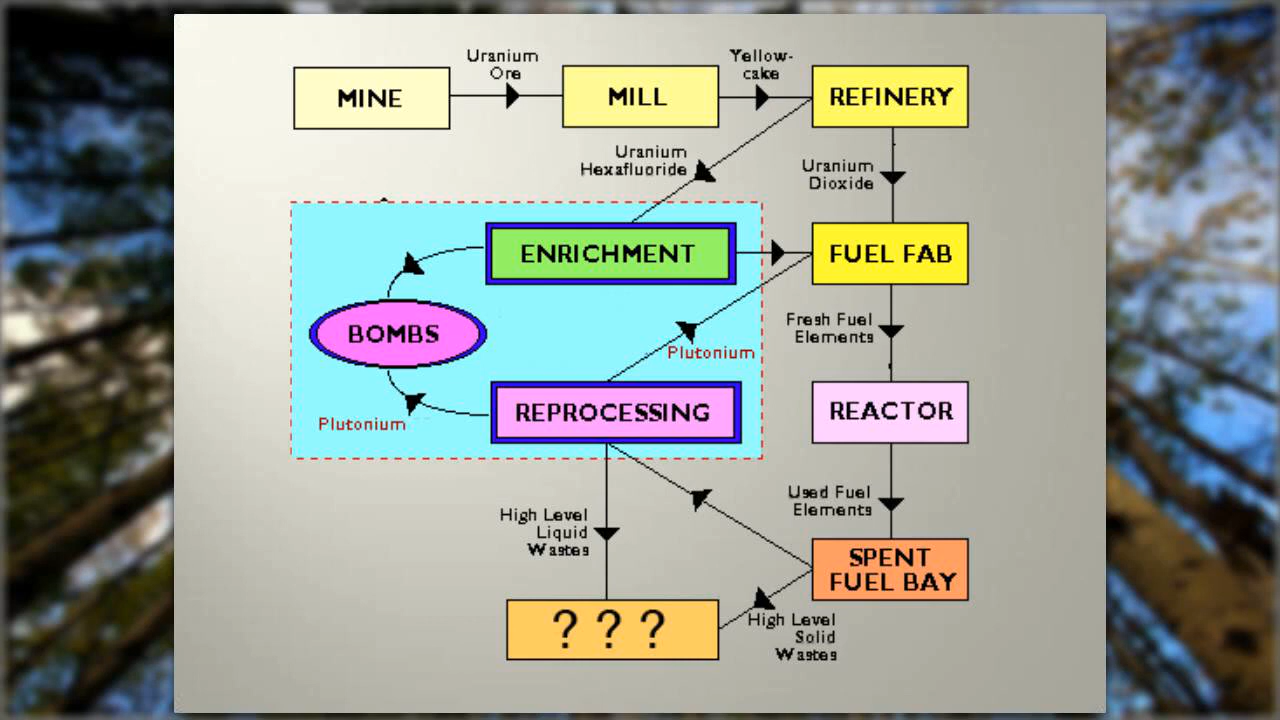 Uranium
Ore
Yellow-
cake
MINE
MILL
REFINERY
Uranium
Hexafluoride
Uranium
Dioxide
ENRICHMENT
FUEL FAB
BOMBS
Fresh Fuel
Elements
Plutonium
REPROCESSING
REACTOR
Plutonium
Used Fuel
Elements
High Level
Liquid
Wastes
SPENT
FUEL BAY
? ? ?
High Level
Solid
Wastes